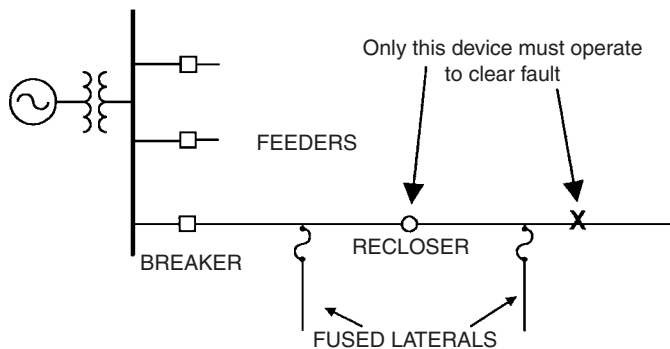 Only this device must operate
to clear fault
FEEDERS
X
RECLOSER
BREAKER
FUSED LATERALS